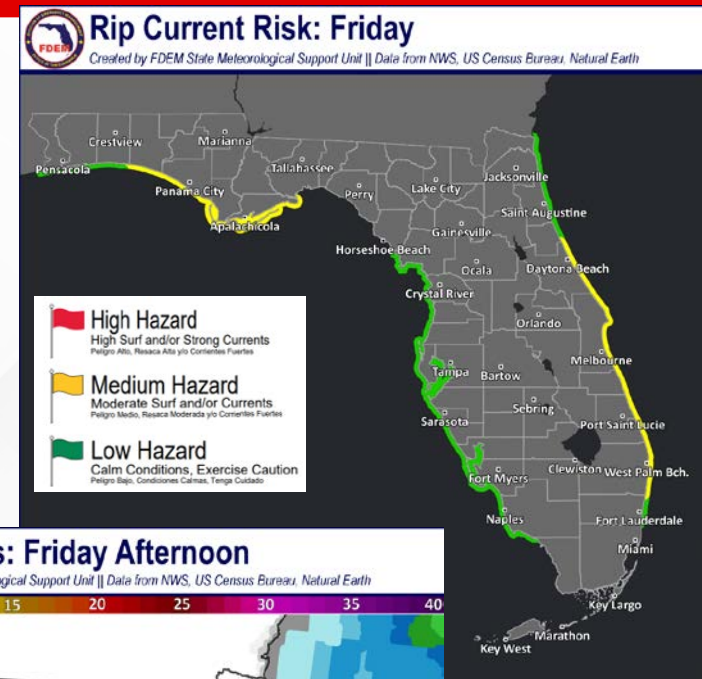 FDEM
Rip Current Risk: Friday
Created by FDEM State Meteorological Support Unit || Data from NWS, US Census Bureau, Natural Earth
Crestview
Marianna
Pensacola
Tallahassee
Jacksonville
Panama City
Perry
Lake City
Apalachicola
Saint Augustine
Gainesville
Horseshoe Beach
Ocala
Daytona Beach
Crystal River
Orlando
High Hazard
High Surf and/or Strong Currents
Peligro Alto, Resaca Alta y/o Corrientes Fuertes
Melbourne
Tampa
Bartow
Medium Hazard
Moderate Surf and/or Currents
Peligro Medio, Resaca Moderada y/o Corrientes Fuertes
Sebring
Sarasota
Port Saint Lucie
Low Hazard
Calm Conditions, Exercise Caution
Peligro Bajo, Condiciones Calmas, Tenga Cuidado
Fort Myers
Clewiston
West Palm Bch.
Naples
Fort Lauderdale
Miami
s: Friday Afternoon
ogical Support Unit || Data from NWS, US Census Bureau, Natural Earth
15 20 25 30 35 40
Key Largo
Marathon
Key West